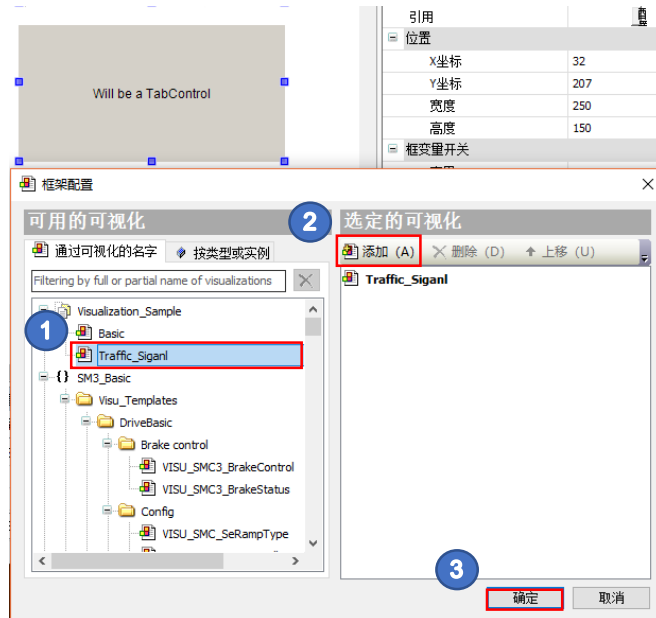 引用
位置
X坐标 32
Y坐标 207
宽度 250
高度 150
框变量开关
Will be a TabControl
框架配置
可用的可视化
2
选定的可视化
通过可视化的名字
按类型或实例
添加 (A)
删除 (D)
上移 (U)
Filtering by full or partial name of visualizations
Traffic_Siganl
1
Visualization_Sample
Basic
Traffic_Siganl
SM3_Basic
Visu_Templates
DriveBasic
Brake control
VISU_SMC3_BrakeControl
VISU_SMC3_BrakeStatus
Config
VISU_SMC_SeRampType
3
确定
取消